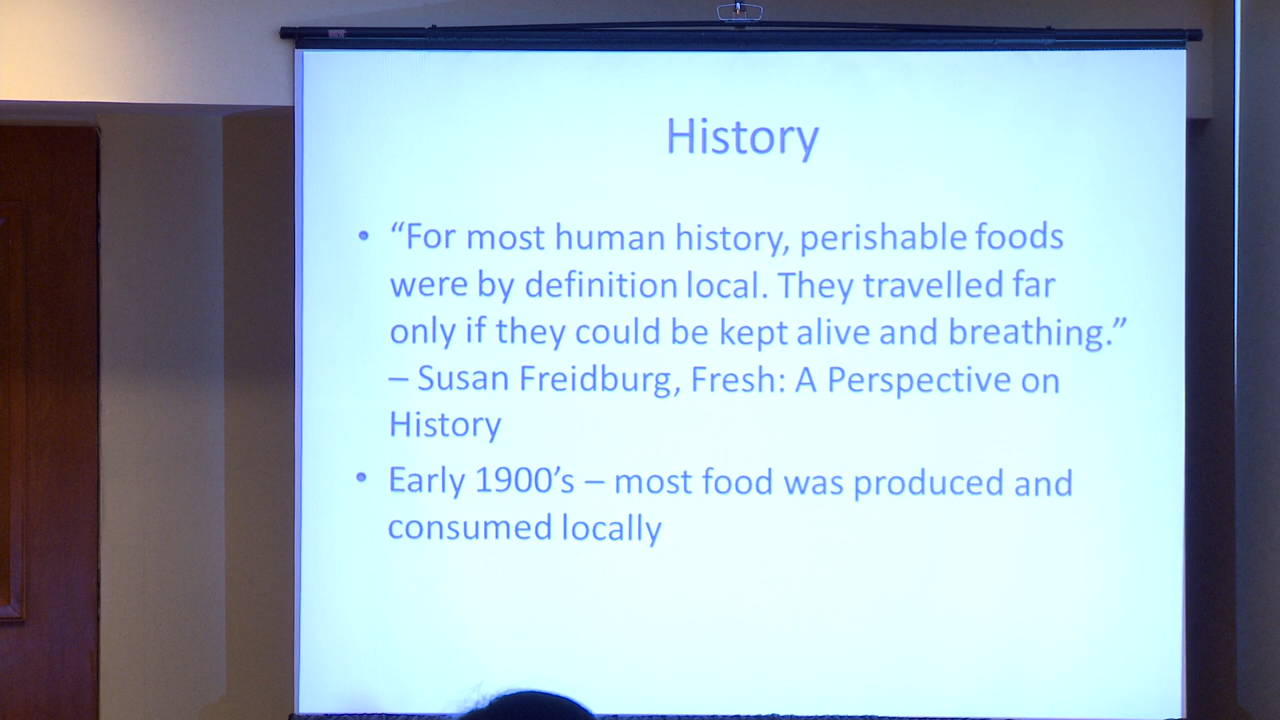 History
• “For most human history, perishable foods
were by definition local. They travelled far
only if they could be kept alive and breathing.”
– Susan Freidburg, Fresh: A Perspective on
History
• Early 1900’s – most food was produced and
consumed locally